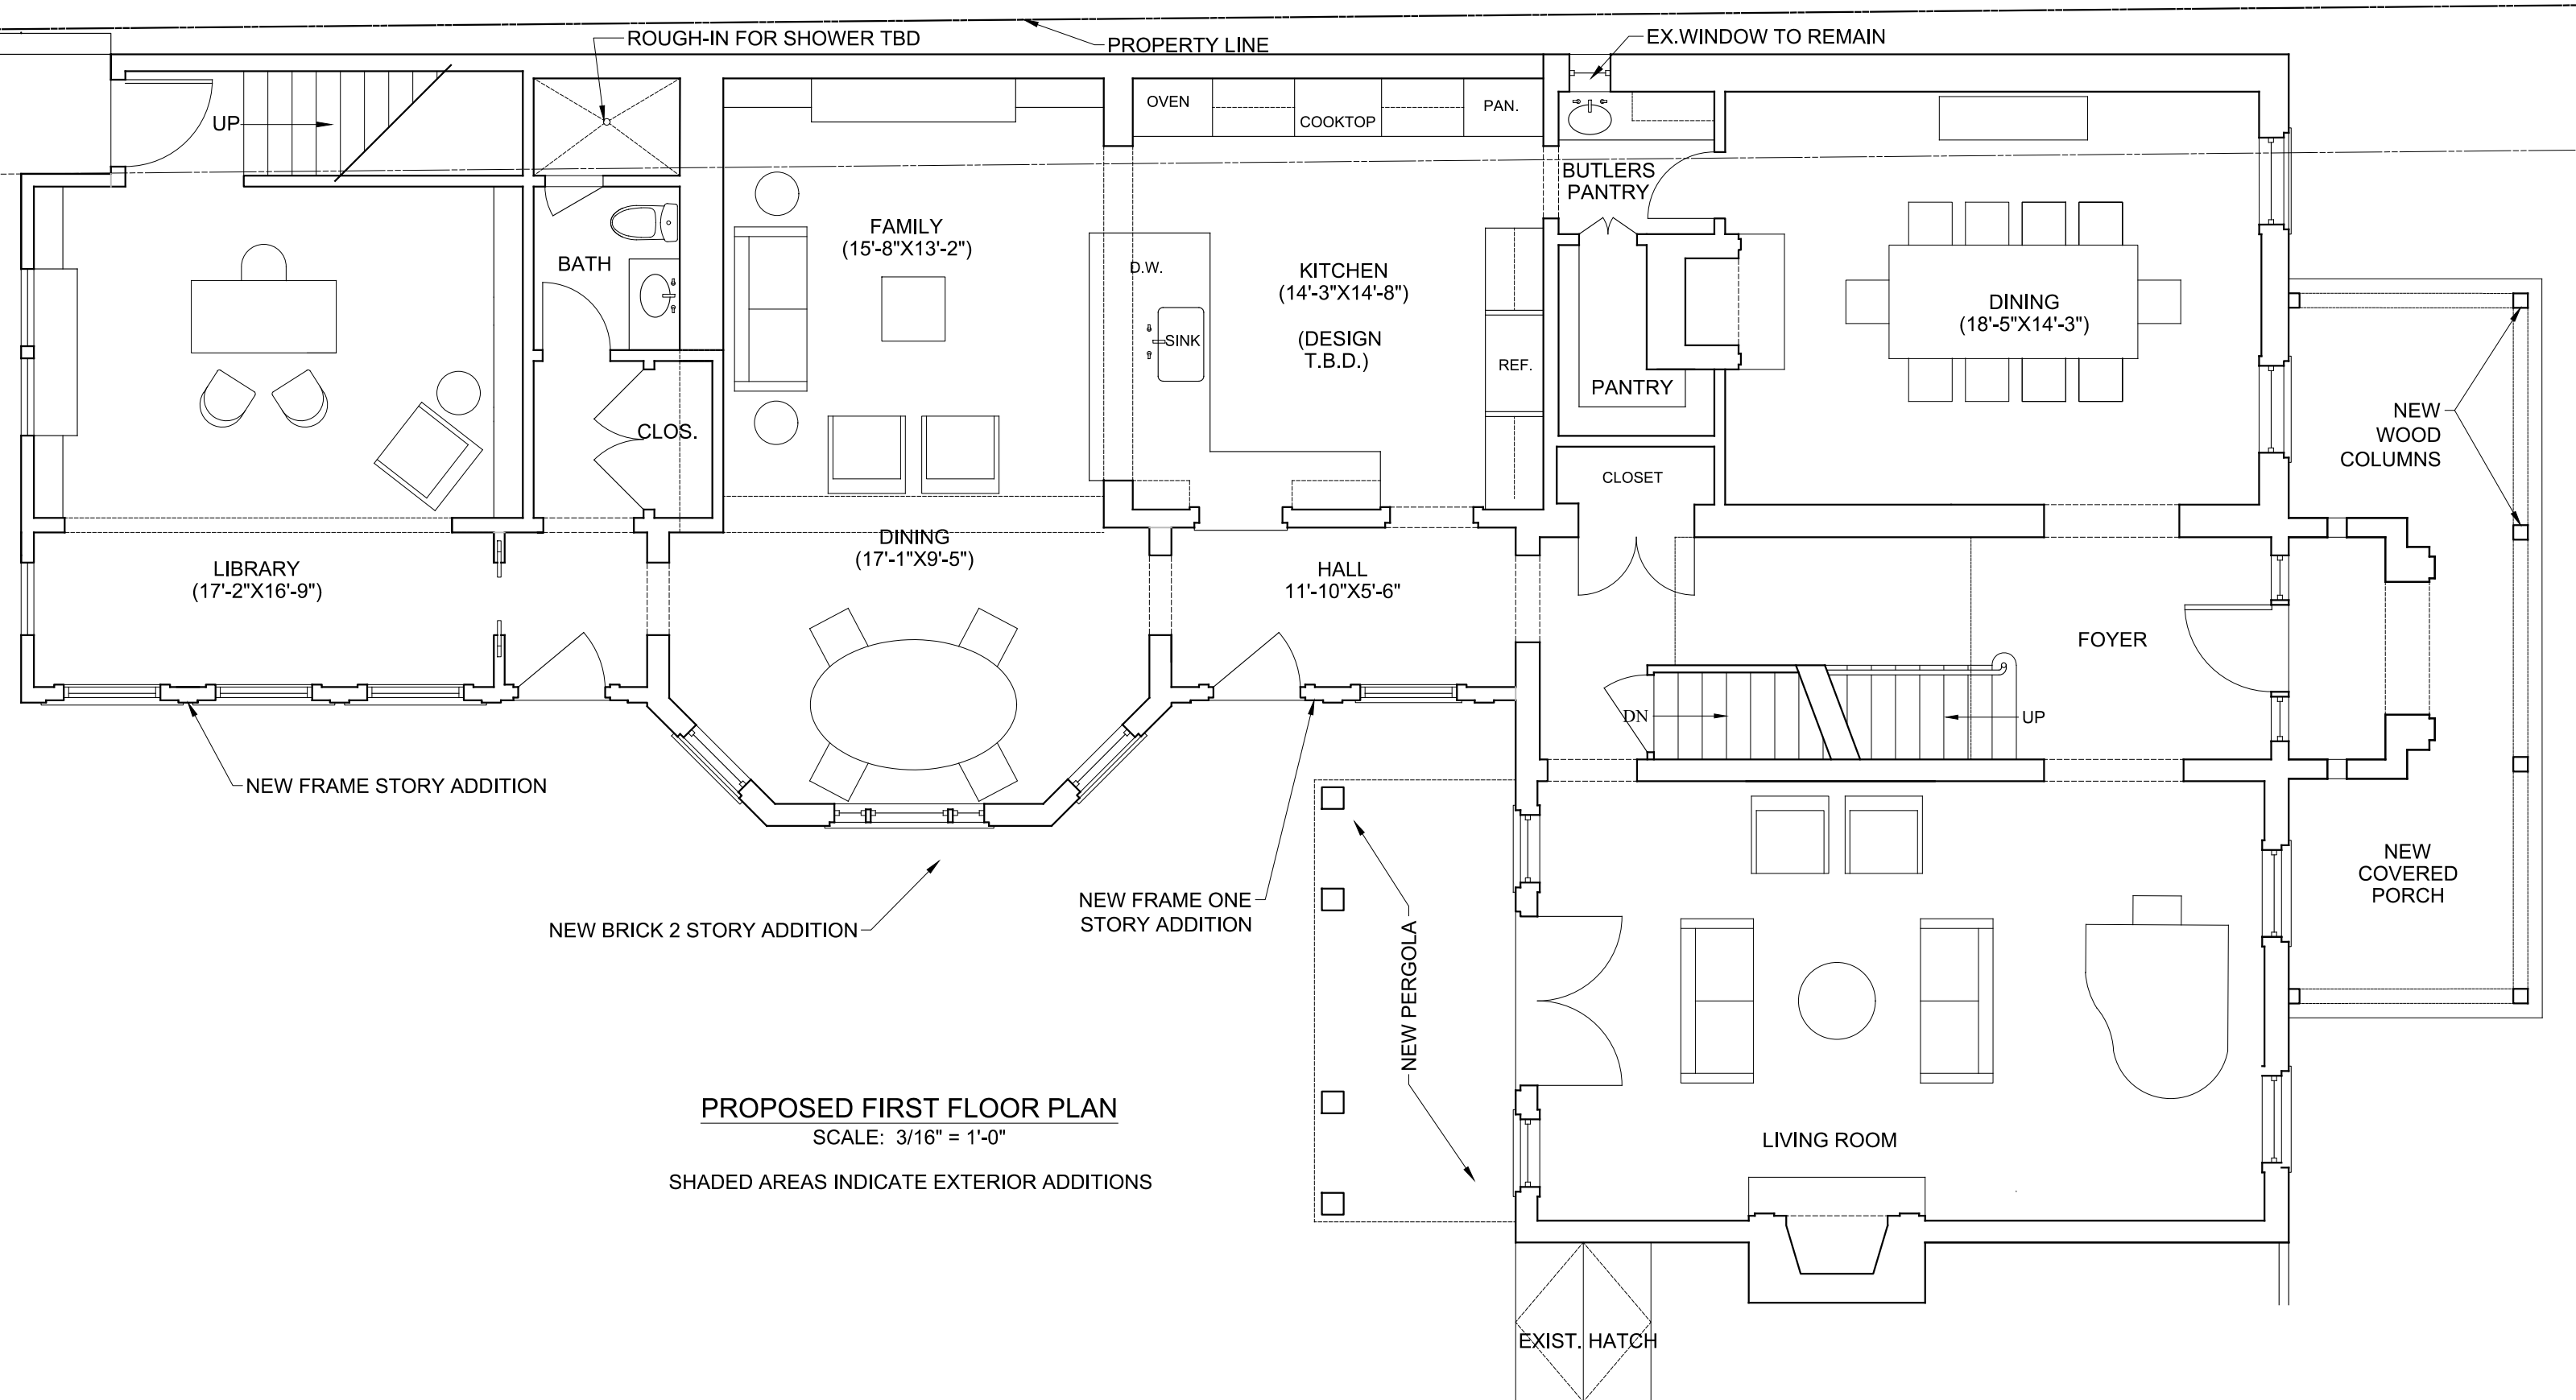 ROUGH-IN FOR SHOWER TBD
PROPERTY LINE
EX.WINDOW TO REMAIN
UP
OVEN
COOKTOP
PAN.
BUTLERS
PANTRY
FAMILY
(15'-8"X13'-2")
BATH
D.W.
SINK
KITCHEN
(14'-3"X14'-8")
(DESIGN
T.B.D.)
REF.
PANTRY
DINING
(18'-5"X14'-3")
NEW
WOOD
COLUMNS
CLOS.
CLOSET
LIBRARY
(17'-2"X16'-9")
DINING
(17'-1"X9'-5")
HALL
11'-10"X5'-6"
FOYER
DN
UP
NEW FRAME STORY ADDITION
NEW BRICK 2 STORY ADDITION
NEW FRAME ONE
STORY ADDITION
NEW PERGOLA
NEW
COVERED
PORCH
LIVING ROOM
PROPOSED FIRST FLOOR PLAN
SCALE: 3/16" = 1'-0"
SHADED AREAS INDICATE EXTERIOR ADDITIONS
EXIST. HATCH